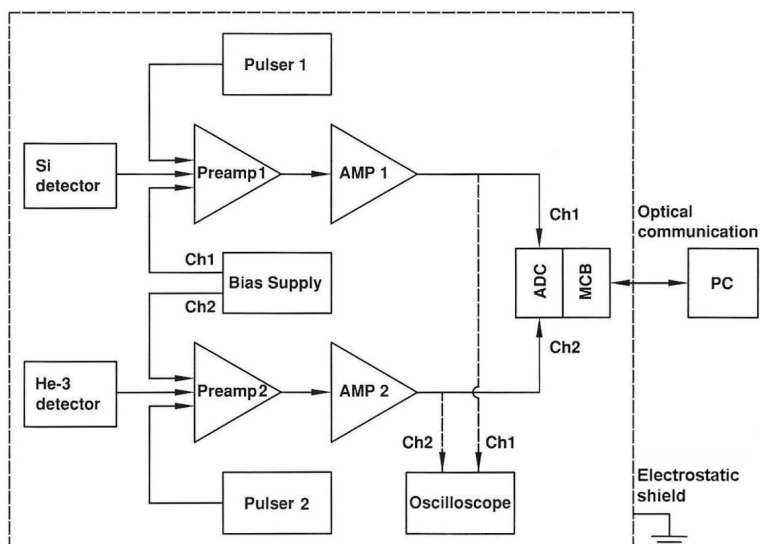 Pulser 1
Si
detector
Preamp1
AMP 1
Ch1
Optical
communication
Ch1
Bias Supply
Ch2
ADC
MCB
PC
Ch2
He-3
detector
Preamp2
AMP 2
Ch2
Ch1
Pulser 2
Oscilloscope
Electrostatic
shield